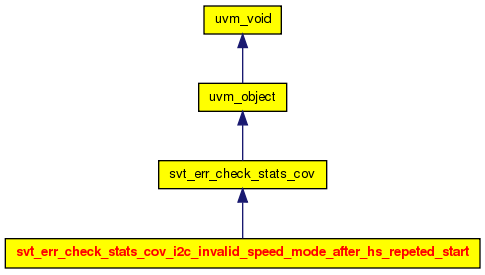 uvm_void
uvm_object
svt_err_check_stats_cov
svt_err_check_stats_cov_i2c_invalid_speed_mode_after_hs_repeted_start